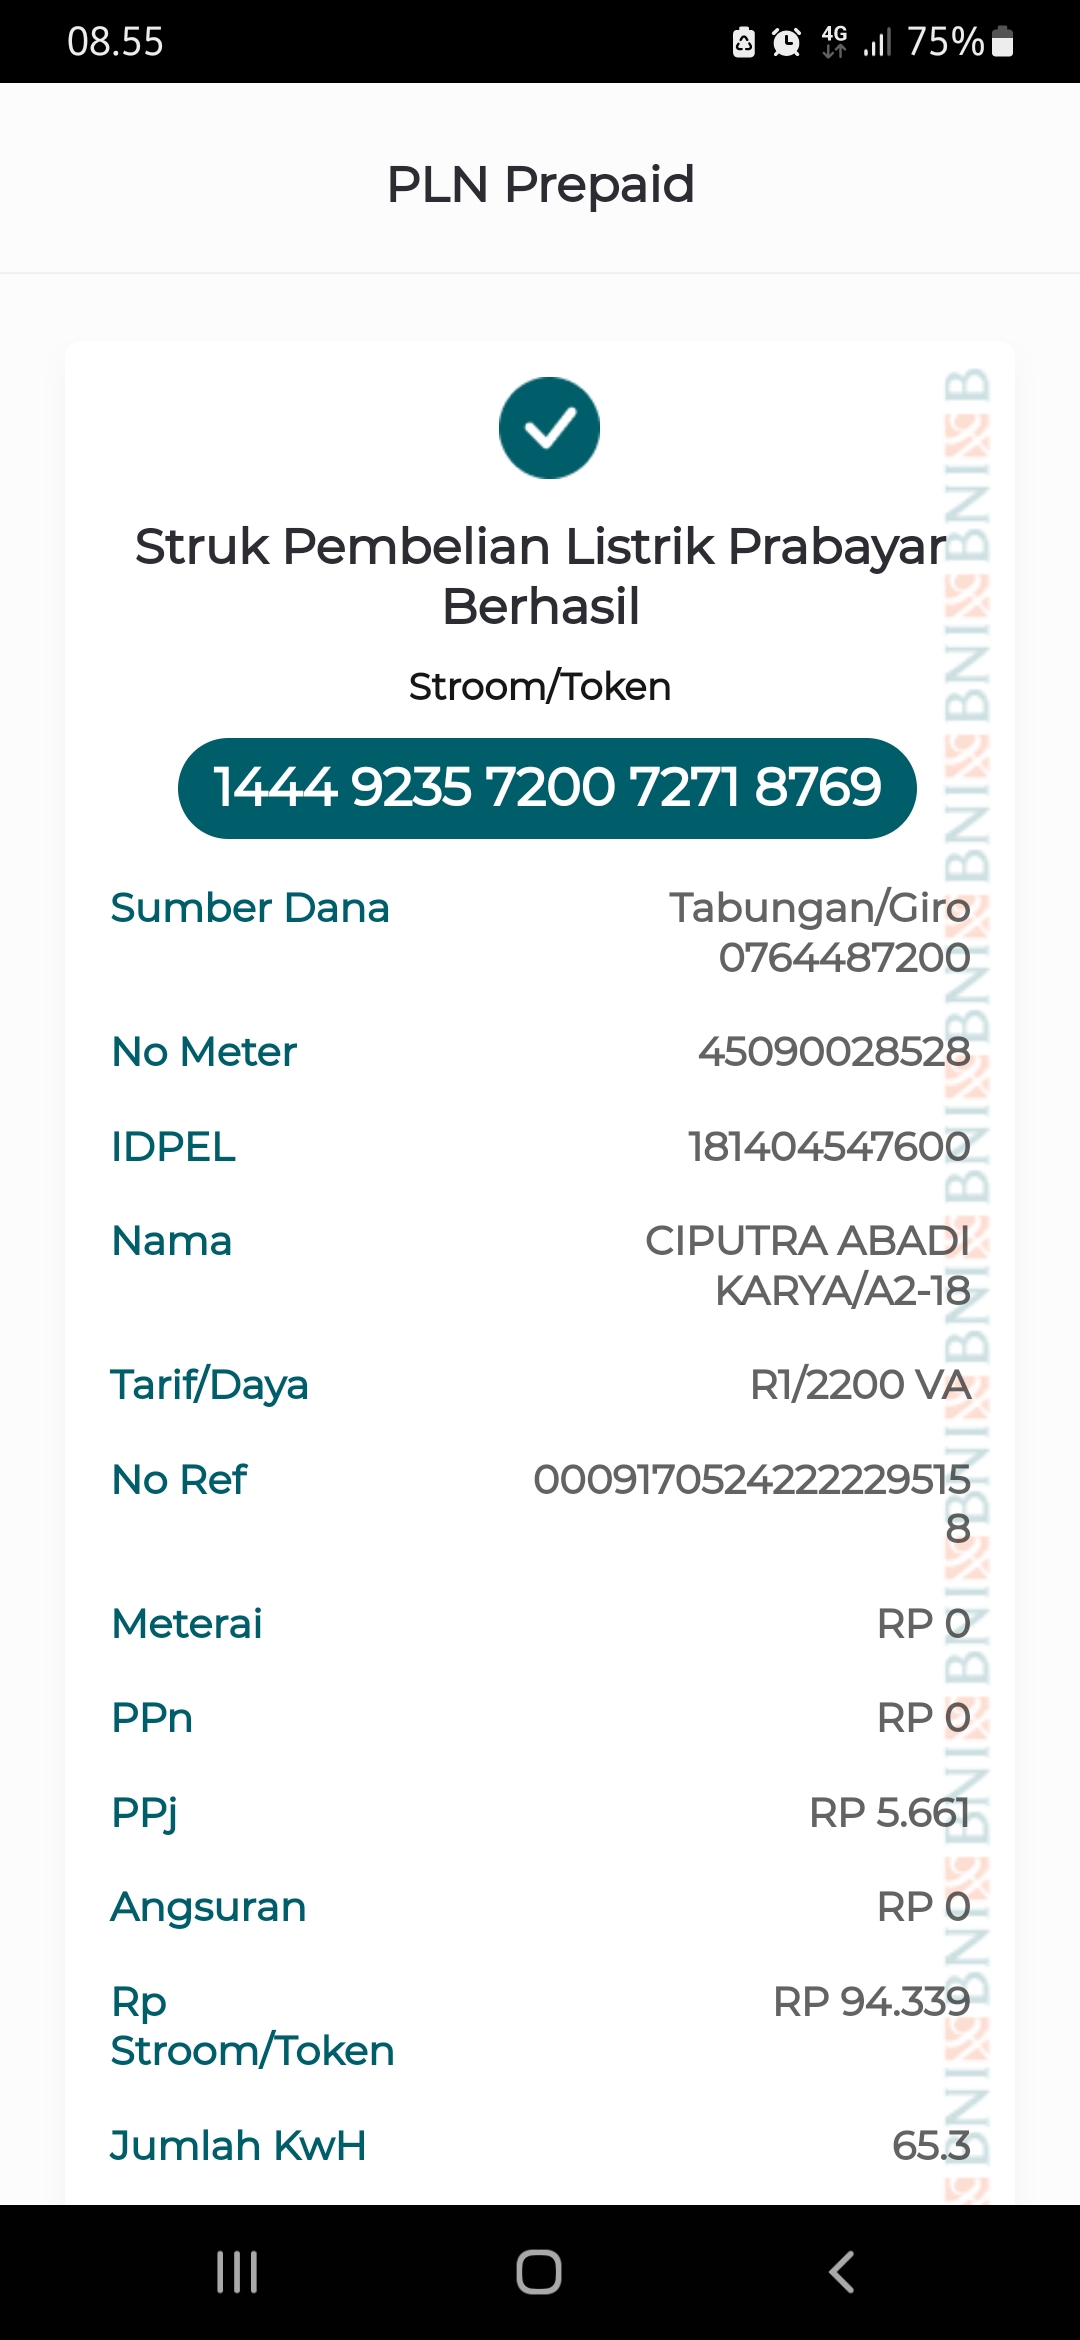 08.55
4G
75%
PLN Prepaid
Struk Pembelian Listrik Prabayar
Berhasil
Stroom/Token
1444 9235 7200 7271 8769
Sumber Dana Tabungan/Giro
0764487200
No Meter 45090028528
IDPEL 181404547600
Nama CIPUTRA ABADI
KARYA/A2-18
Tarif/Daya R1/2200 VA
No Ref 0009170524222229515
8
Meterai RP 0
PPn RP 0
PPj RP 5.661
Angsuran RP 0
Rp RP 94.339
Stroom/Token
Jumlah KwH 65.3
BNI BNI BNI BNI BNI BNI BNI BNI BNI BNI BNI B